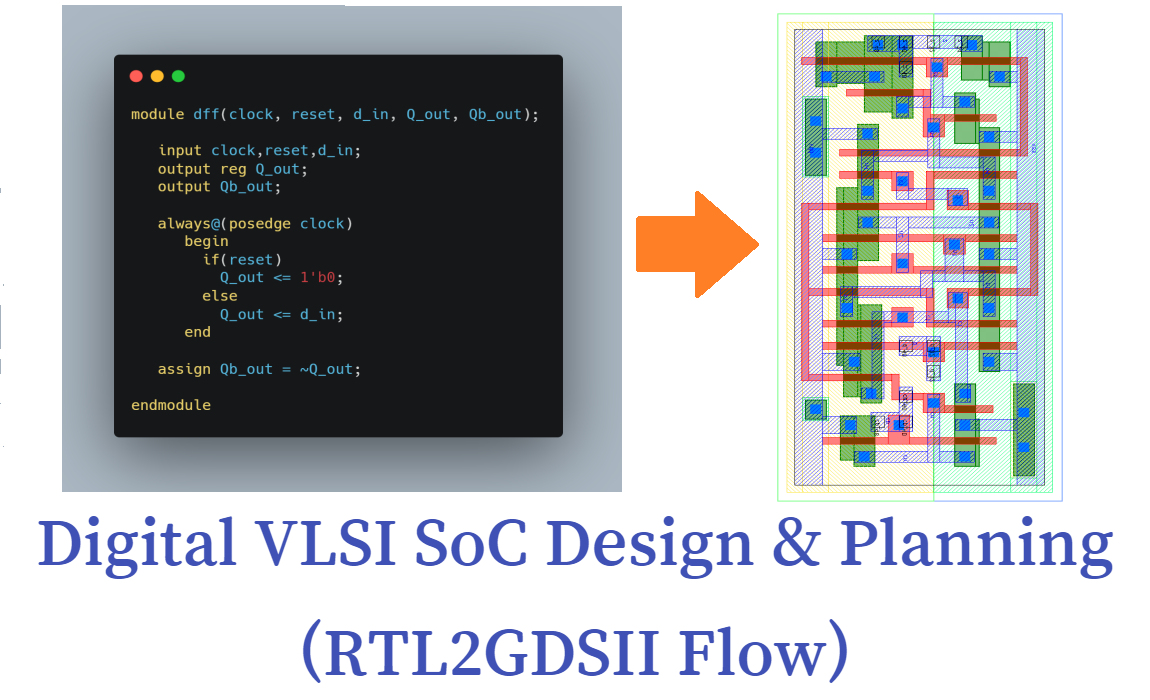 module dff(clock, reset, d_in, Q_out, Qb_out);
input clock,reset,d_in;
output reg Q_out;
output Qb_out;
always@(posedge clock)
begin
if(reset)
Q_out <= 1'b0;
else
Q_out <= d_in;
end
assign Qb_out = ~Q_out;
endmodule
Digital VLSI SoC Design & Planning
(RTL2GDSII Flow)